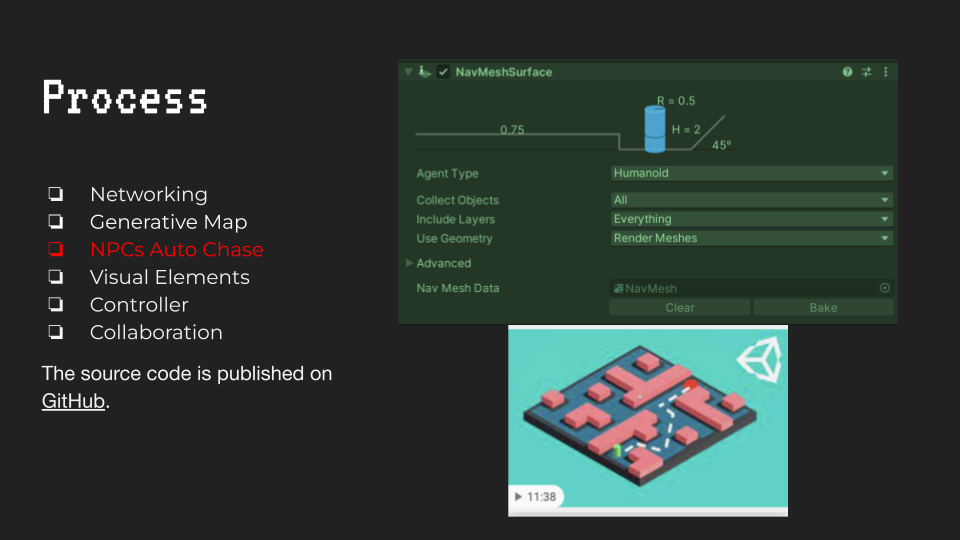 Process
Networking
Generative Map
NPCs Auto Chase
Visual Elements
Controller
Collaboration
The source code is published on
GitHub.
NavMeshSurface
R = 0.5
0.75
H = 2
45°
Agent Type Humanoid
Collect Objects All
Include Layers Everything
Use Geometry Render Meshes
Advanced
Nav Mesh Data NavMesh
Clear Bake
11:38